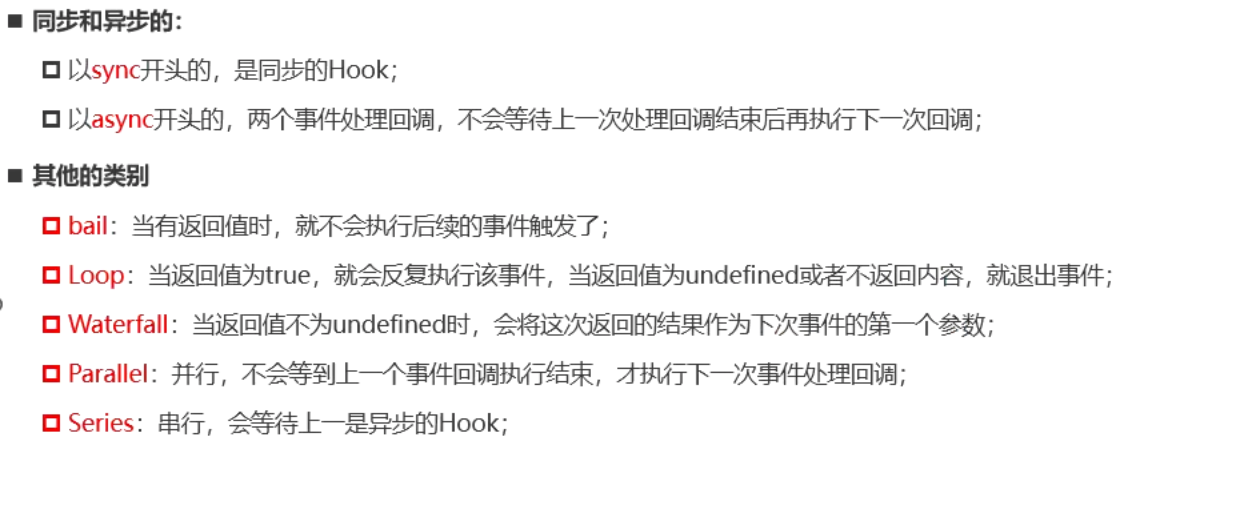 同步和异步的：
以sync开头的，是同步的Hook；
以async开头的，两个事件处理回调，不会等待上一次处理回调结束后再执行下一次回调；
其他的类别
bail：当有返回值时，就不会执行后续的事件触发了；
Loop：当返回值为true，就会反复执行该事件，当返回值为undefined或者不返回内容，就退出事件；
Waterfall：当返回值不为undefined时，会将这次返回的结果作为下次事件的第一个参数；
Parallel：并行，不会等到上一个事件回调执行结束，才执行下一次事件处理回调；
Series：串行，会等待上一是异步的Hook；